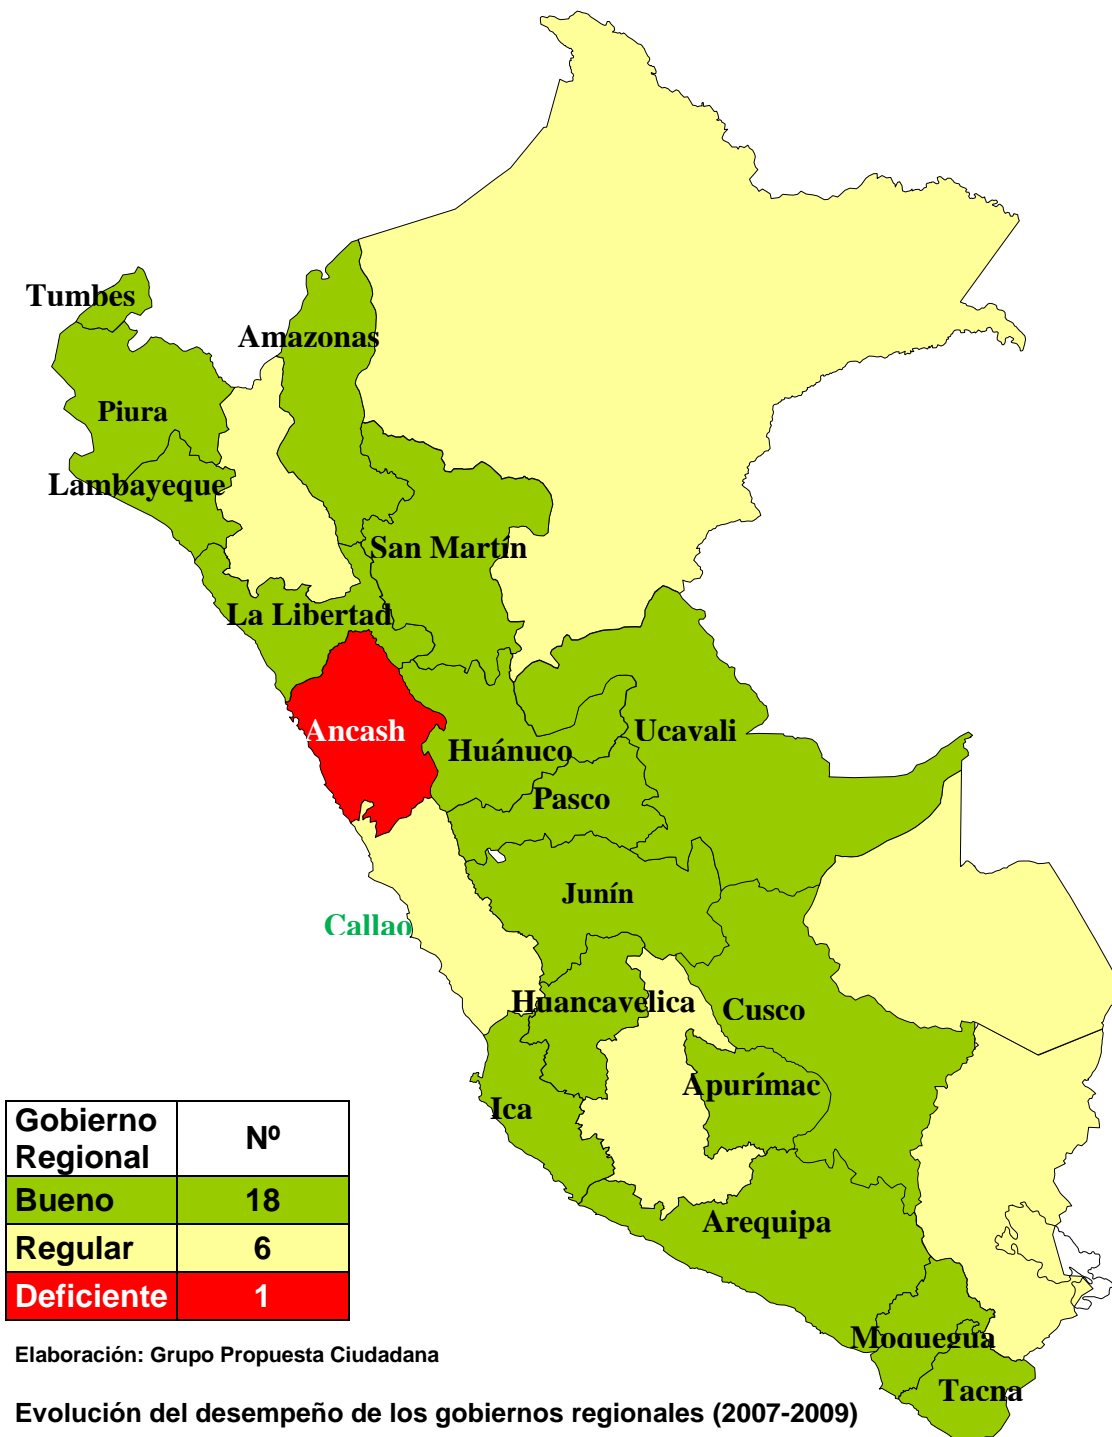 Tumbes
Amazonas
Piura
Lambayeque
San Martín
La Libertad
Ancash
Huánuco
Ucavali
Pasco
Junín
Callao
Huancavelica
Cusco
Apurímac
Ica
Arequipa
Moquegua
Tacna
Gobierno
Regional
Nº
Bueno 18
Regular 6
Deficiente 1
Elaboración: Grupo Propuesta Ciudadana
Evolución del desempeño de los gobiernos regionales (2007-2009)